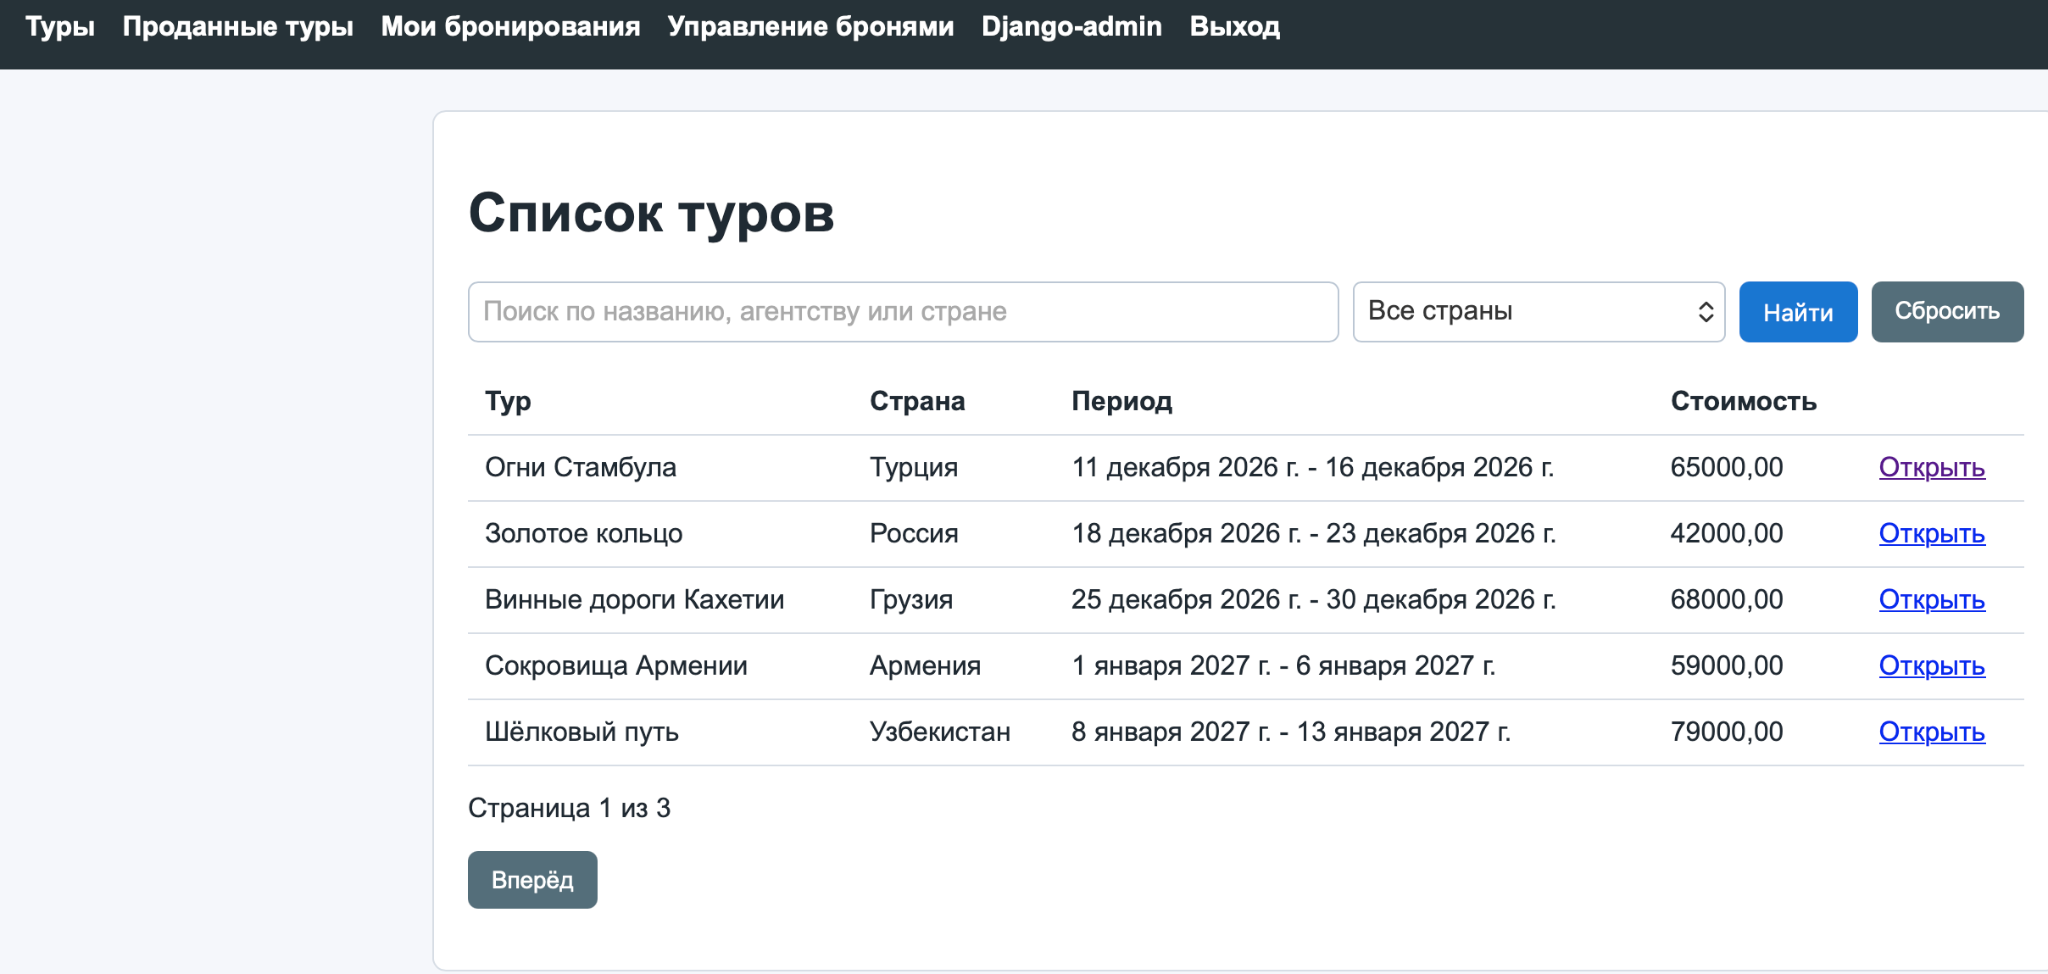 Туры Проданные туры Мои бронирования Управление бронями Django-admin Выход
Список туров
Поиск по названию, агентству или стране Все страны Найти Сбросить
Тур Страна Период Стоимость
Огни Стамбула Турция 11 декабря 2026 г. - 16 декабря 2026 г. 65000,00 Открыть
Золотое кольцо Россия 18 декабря 2026 г. - 23 декабря 2026 г. 42000,00 Открыть
Винные дороги Кахетии Грузия 25 декабря 2026 г. - 30 декабря 2026 г. 68000,00 Открыть
Сокровища Армении Армения 1 января 2027 г. - 6 января 2027 г. 59000,00 Открыть
Шёлковый путь Узбекистан 8 января 2027 г. - 13 января 2027 г. 79000,00 Открыть
Страница 1 из 3
Вперёд